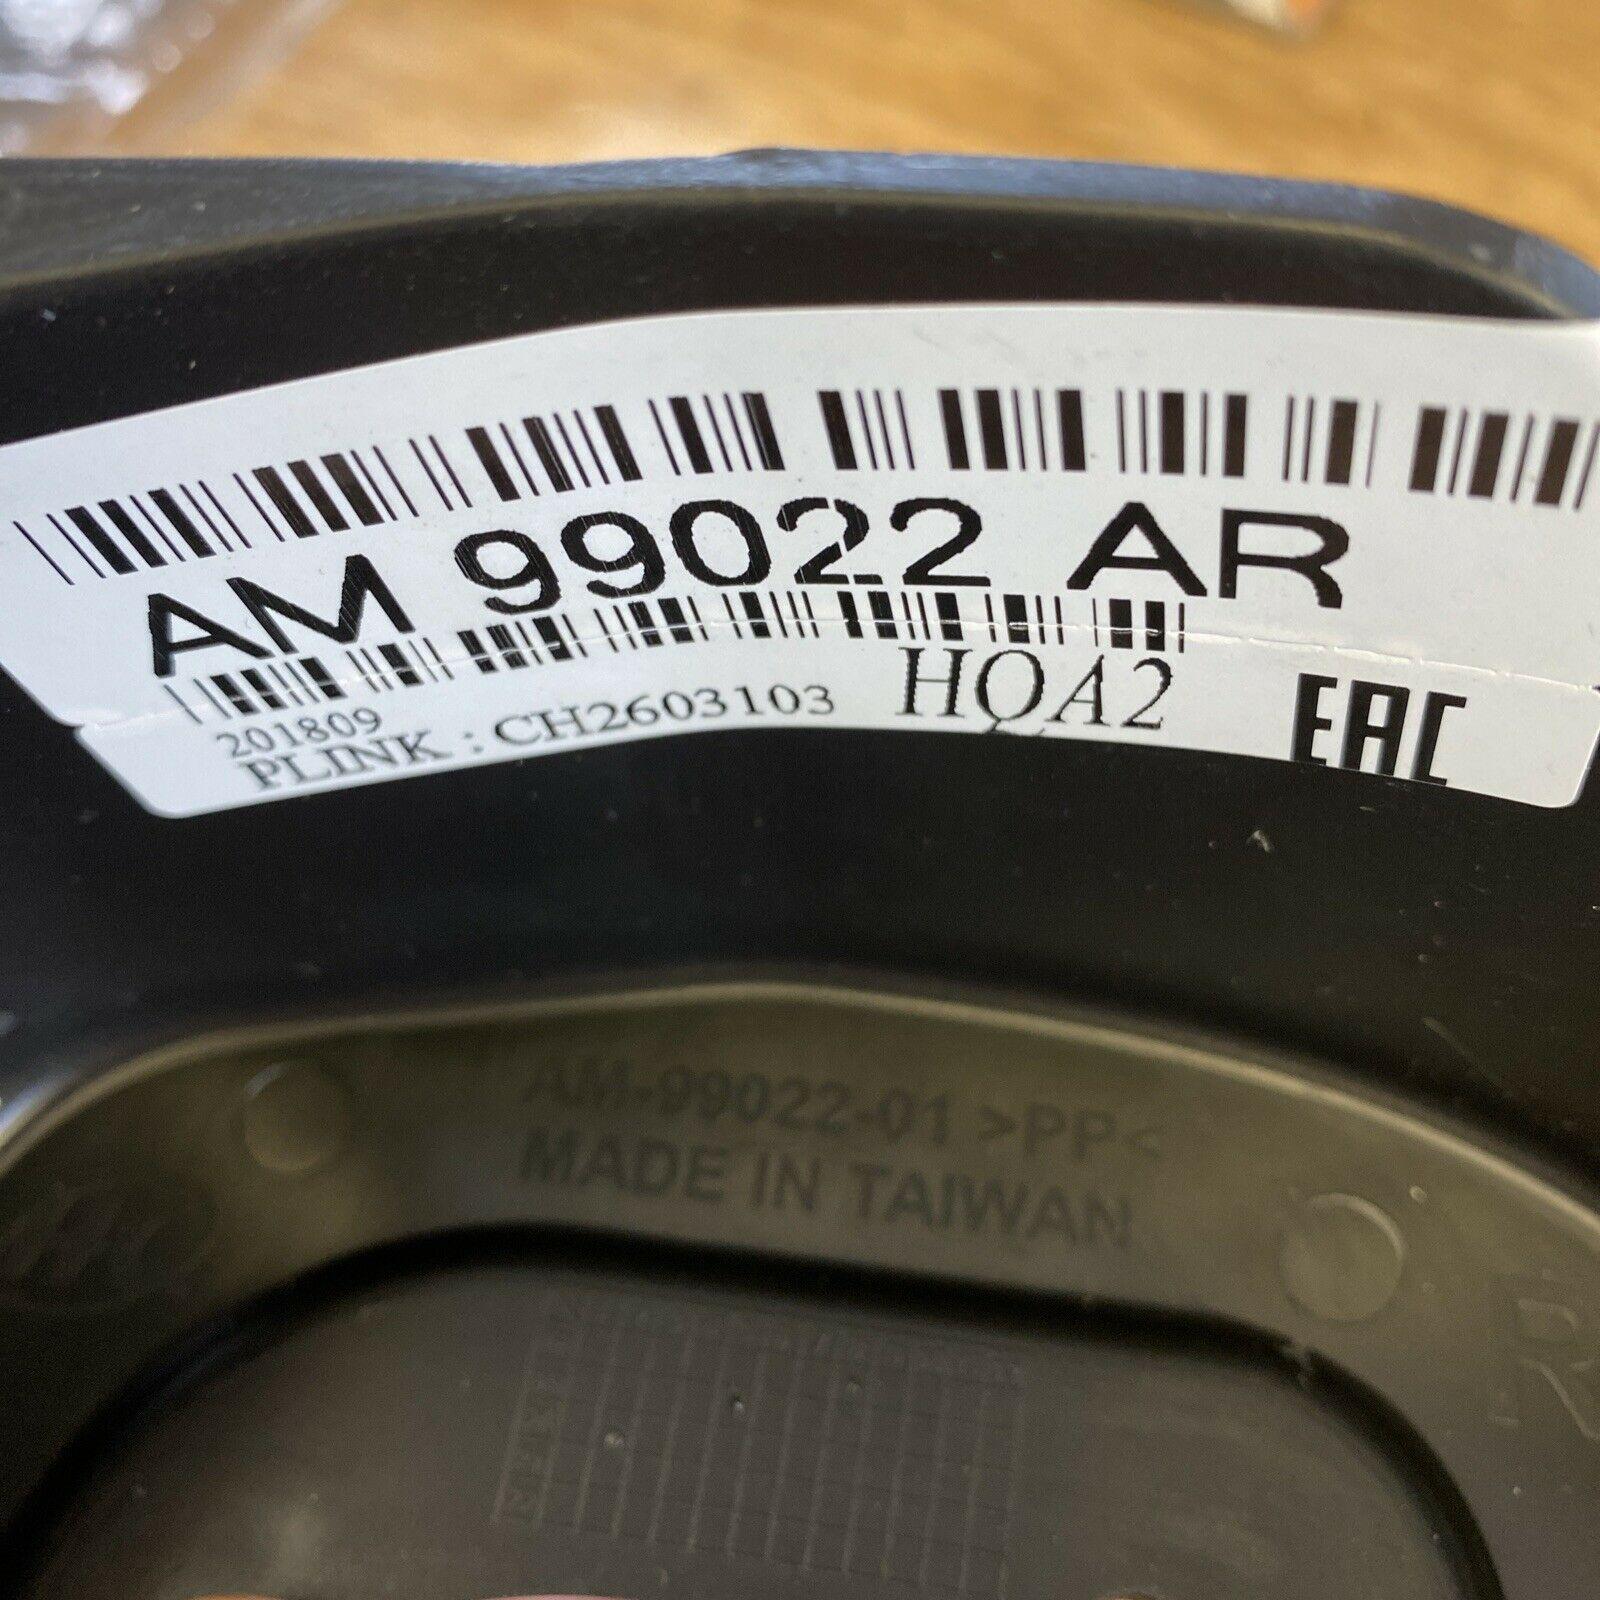 AM 99022 AR
201809
PLINK : CH2603103
HQA2
EAC
AM-99022-01 >PP<
MADE IN TAIWAN